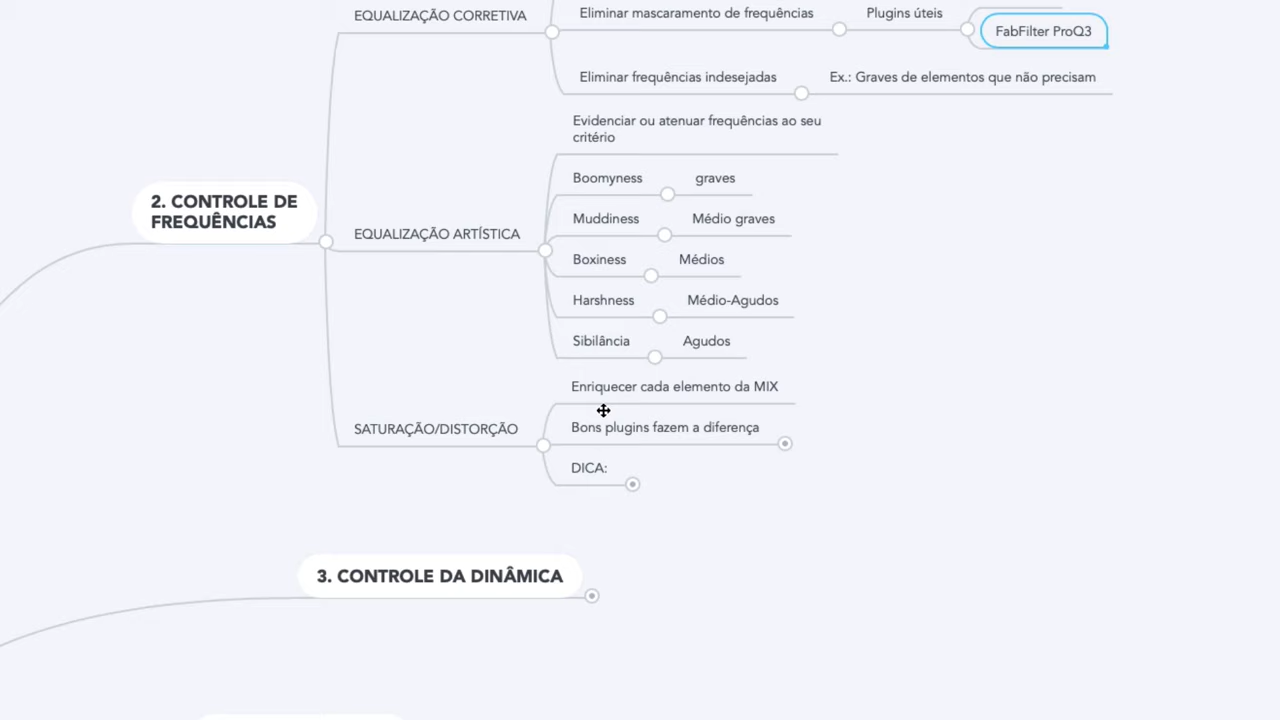 EQUALIZAÇÃO CORRETIVA
Eliminar mascaramento de frequências
Plugins úteis
FabFilter ProQ3
Eliminar frequências indesejadas
Ex.: Graves de elementos que não precisam
2. CONTROLE DE
FREQUÊNCIAS
EQUALIZAÇÃO ARTÍSTICA
Evidenciar ou atenuar frequências ao seu
critério
Boomyness
graves
Muddiness
Médio graves
Boxiness
Médios
Harshness
Médio-Agudos
Sibilância
Agudos
SATURAÇÃO/DISTORÇÃO
Enriquecer cada elemento da MIX
Bons plugins fazem a diferença
DICA:
3. CONTROLE DA DINÂMICA